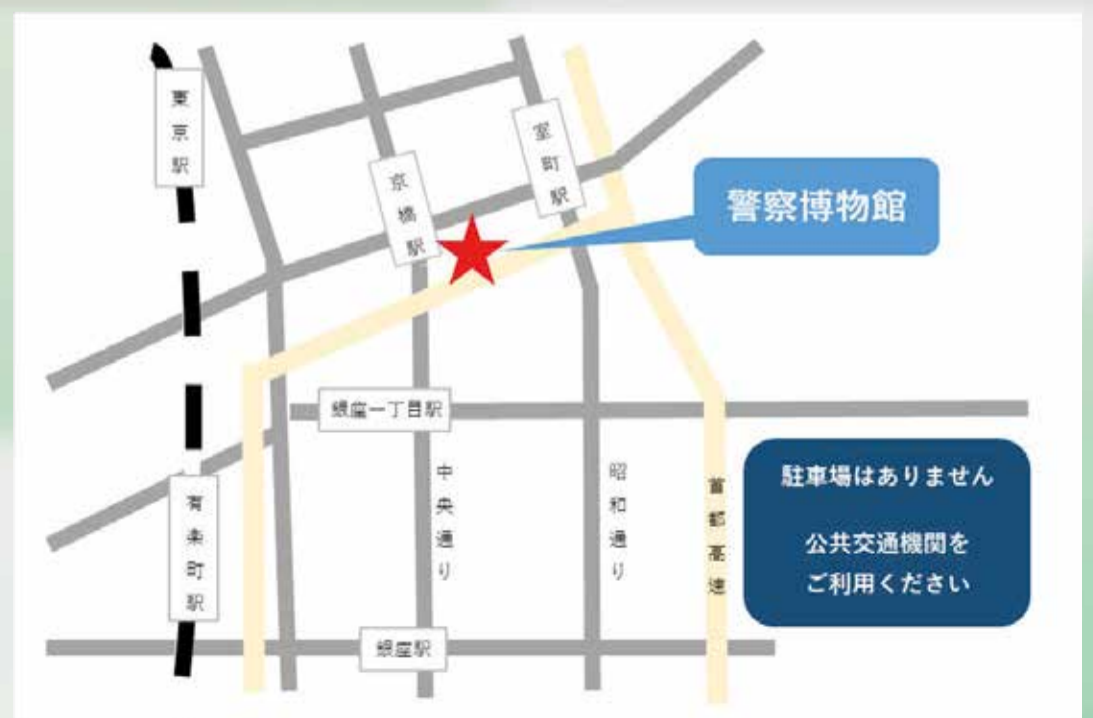 東京駅
京橋駅
室町駅
警察博物館
銀座一丁目駅
中央通り
昭和通り
首都高速
駐車場はありません
公共交通機関を
ご利用ください
有楽町駅
銀座駅